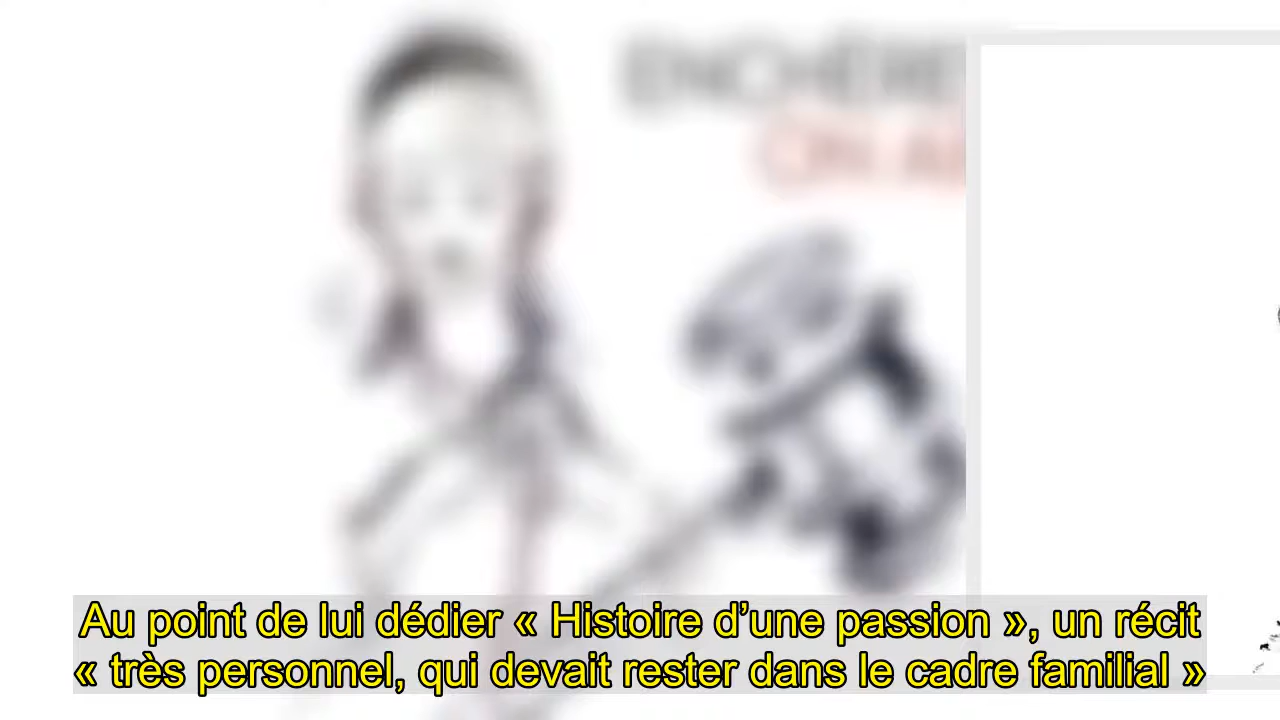 Au point de lui dédier « Histoire d’une passion », un récit
« très personnel, qui devait rester dans le cadre familial »